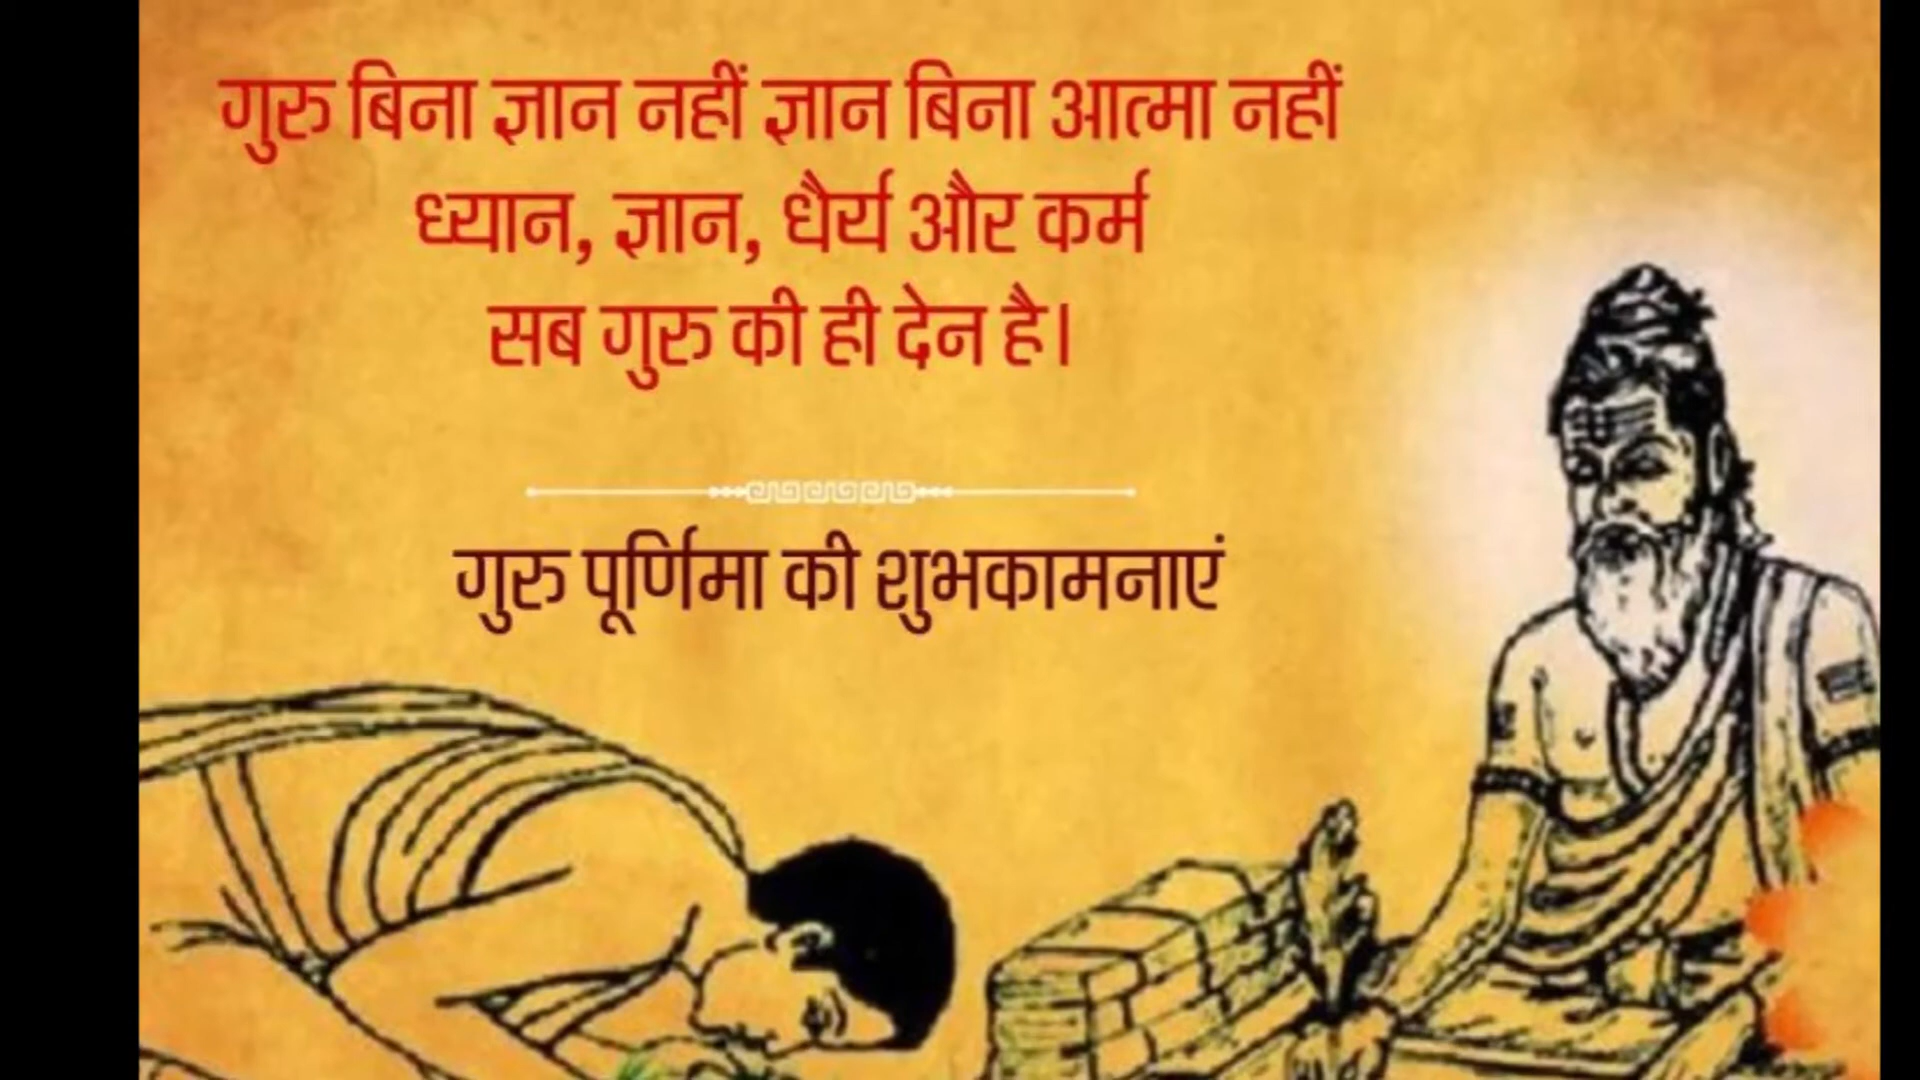 गुरु बिना ज्ञान नहीं ज्ञान बिना आत्मा नहीं
ध्यान, ज्ञान, धैर्य और कर्म
सब गुरु की ही देन है।
गुरु पूर्णिमा की शुभकामनाएं